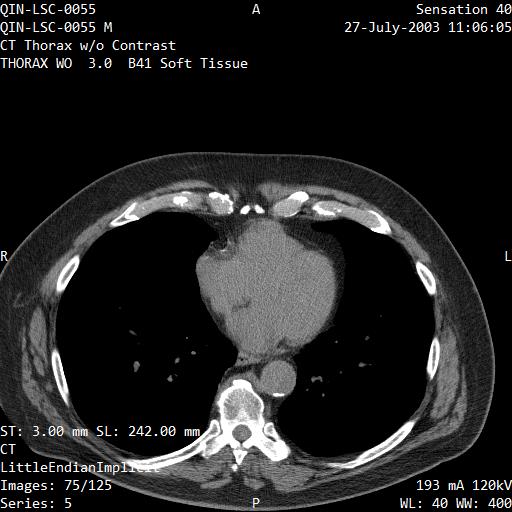 QIN-LSC-0055
A
Sensation 40
QIN-LSC-0055 M
27-July-2003 11:06:05
CT Thorax w/o Contrast
THORAX WO 3.0 B41 Soft Tissue
R
L
ST: 3.00 mm SL: 242.00 mm
CT
LittleEndianImplicit
Images: 75/125
193 mA 120kV
Series: 5
P
WL: 40 WW: 400